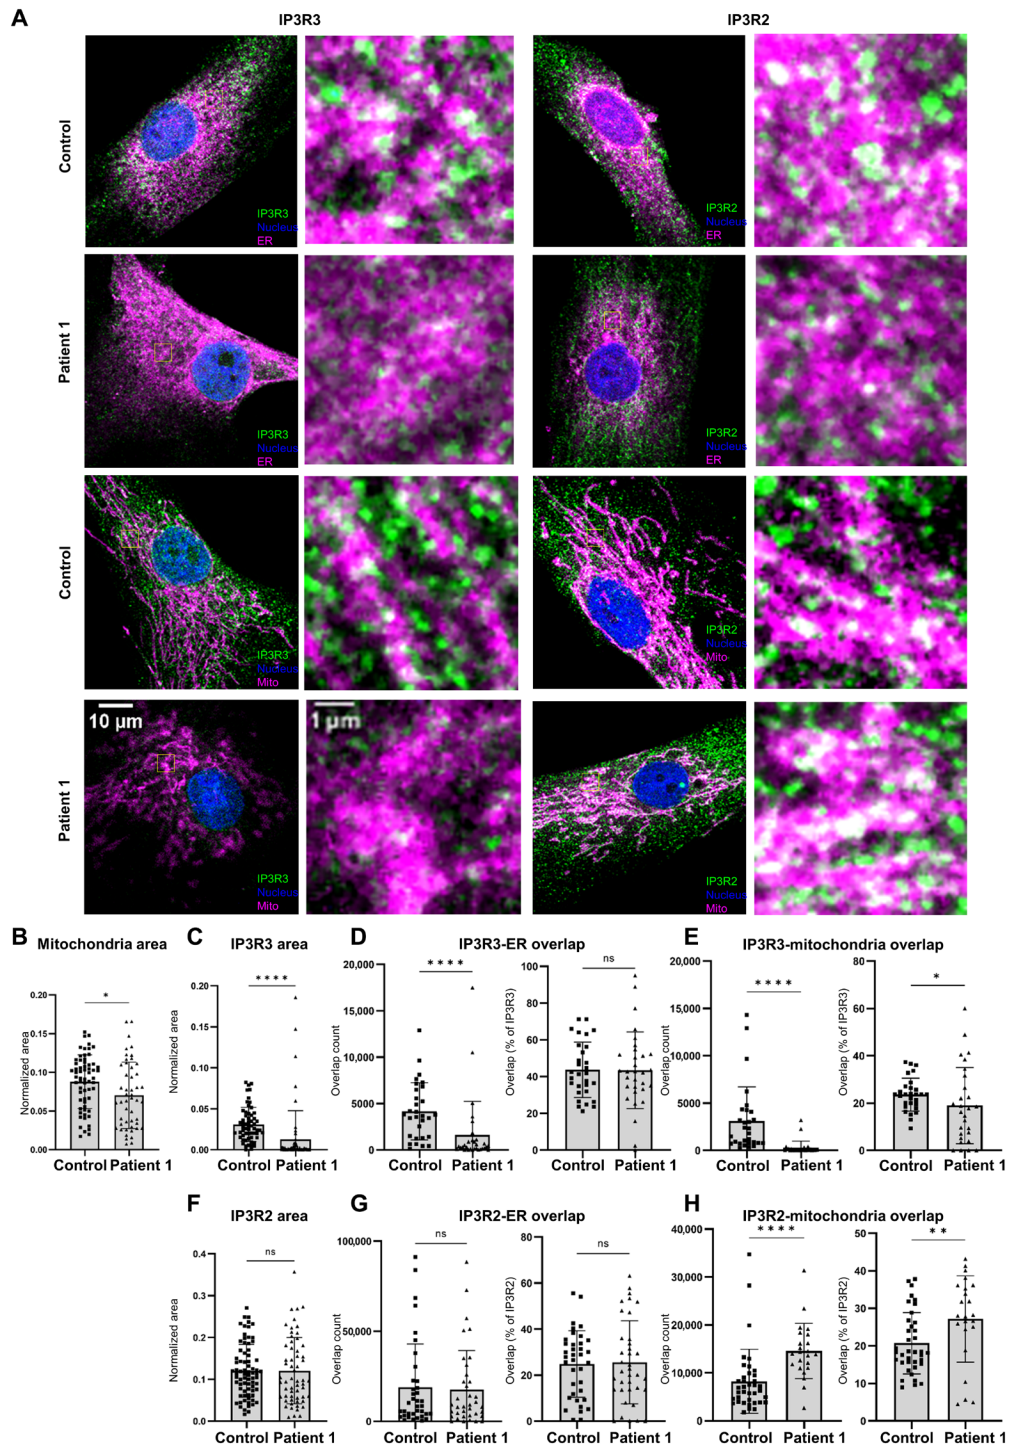 A
IP3R3
IP3R2
Control
IP3R3
Nucleus
ER
IP3R2
Nucleus
ER
Patient 1
IP3R3
Nucleus
ER
IP3R2
Nucleus
ER
Control
IP3R3
Nucleus
Mito
IP3R2
Nucleus
Mito
Patient 1
10 µm
1 µm
IP3R3
Nucleus
Mito
IP3R2
Nucleus
Mito
B
Mitochondria area
Normalized area
0.20
0.15
0.10
0.05
0.00
*
Control Patient 1
C
IP3R3 area
Normalized area
0.20
0.15
0.10
0.05
0.00
****
Control Patient 1
D
IP3R3-ER overlap
Overlap count
20,000
15,000
10,000
5000
0
****
Control Patient 1
Overlap (% of IP3R3)
100
80
60
40
20
0
ns
Control Patient 1
E
IP3R3-mitochondria overlap
Overlap count
20,000
15,000
10,000
5000
0
****
Control Patient 1
Overlap (% of IP3R3)
80
60
40
20
0
*
Control Patient 1
F
IP3R2 area
Normalized area
0.4
0.3
0.2
0.1
0.0
ns
Control Patient 1
G
IP3R2-ER overlap
Overlap count
100,000
50,000
0
ns
Control Patient 1
Overlap (% of IP3R2)
80
60
40
20
0
ns
Control Patient 1
H
IP3R2-mitochondria overlap
Overlap count
40,000
30,000
20,000
10,000
0
****
Control Patient 1
Overlap (% of IP3R2)
50
40
30
20
10
0
**
Control Patient 1